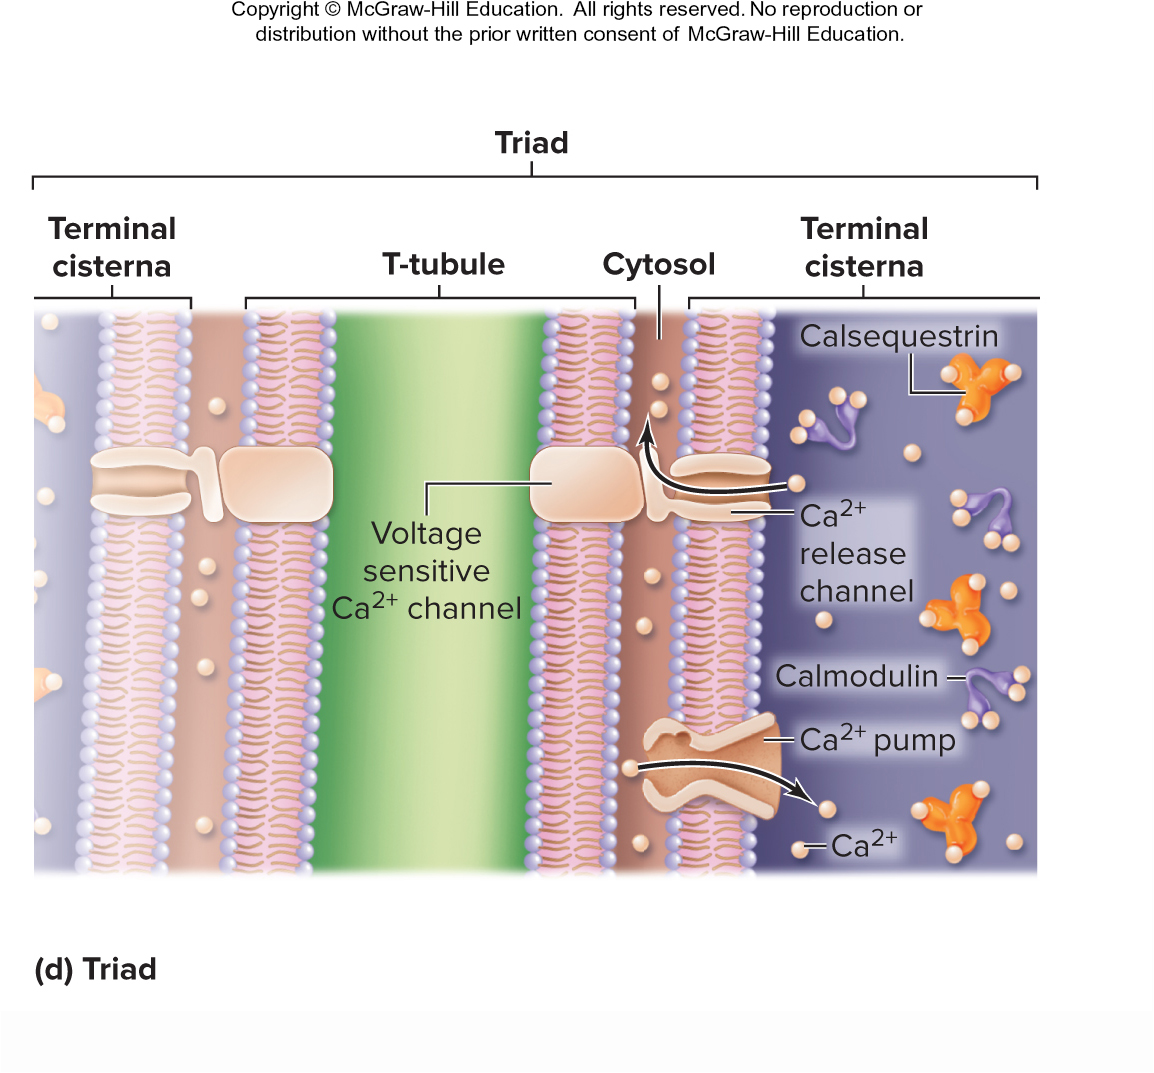 Copyright © McGraw-Hill Education. All rights reserved. No reproduction or
distribution without the prior written consent of McGraw-Hill Education.
Triad
Terminal
cisterna
T-tubule
Cytosol
Terminal
cisterna
Calsequestrin
Voltage
sensitive
Ca²⁺ channel
Ca²⁺
release
channel
Calmodulin
Ca²⁺ pump
Ca²⁺
(d) Triad